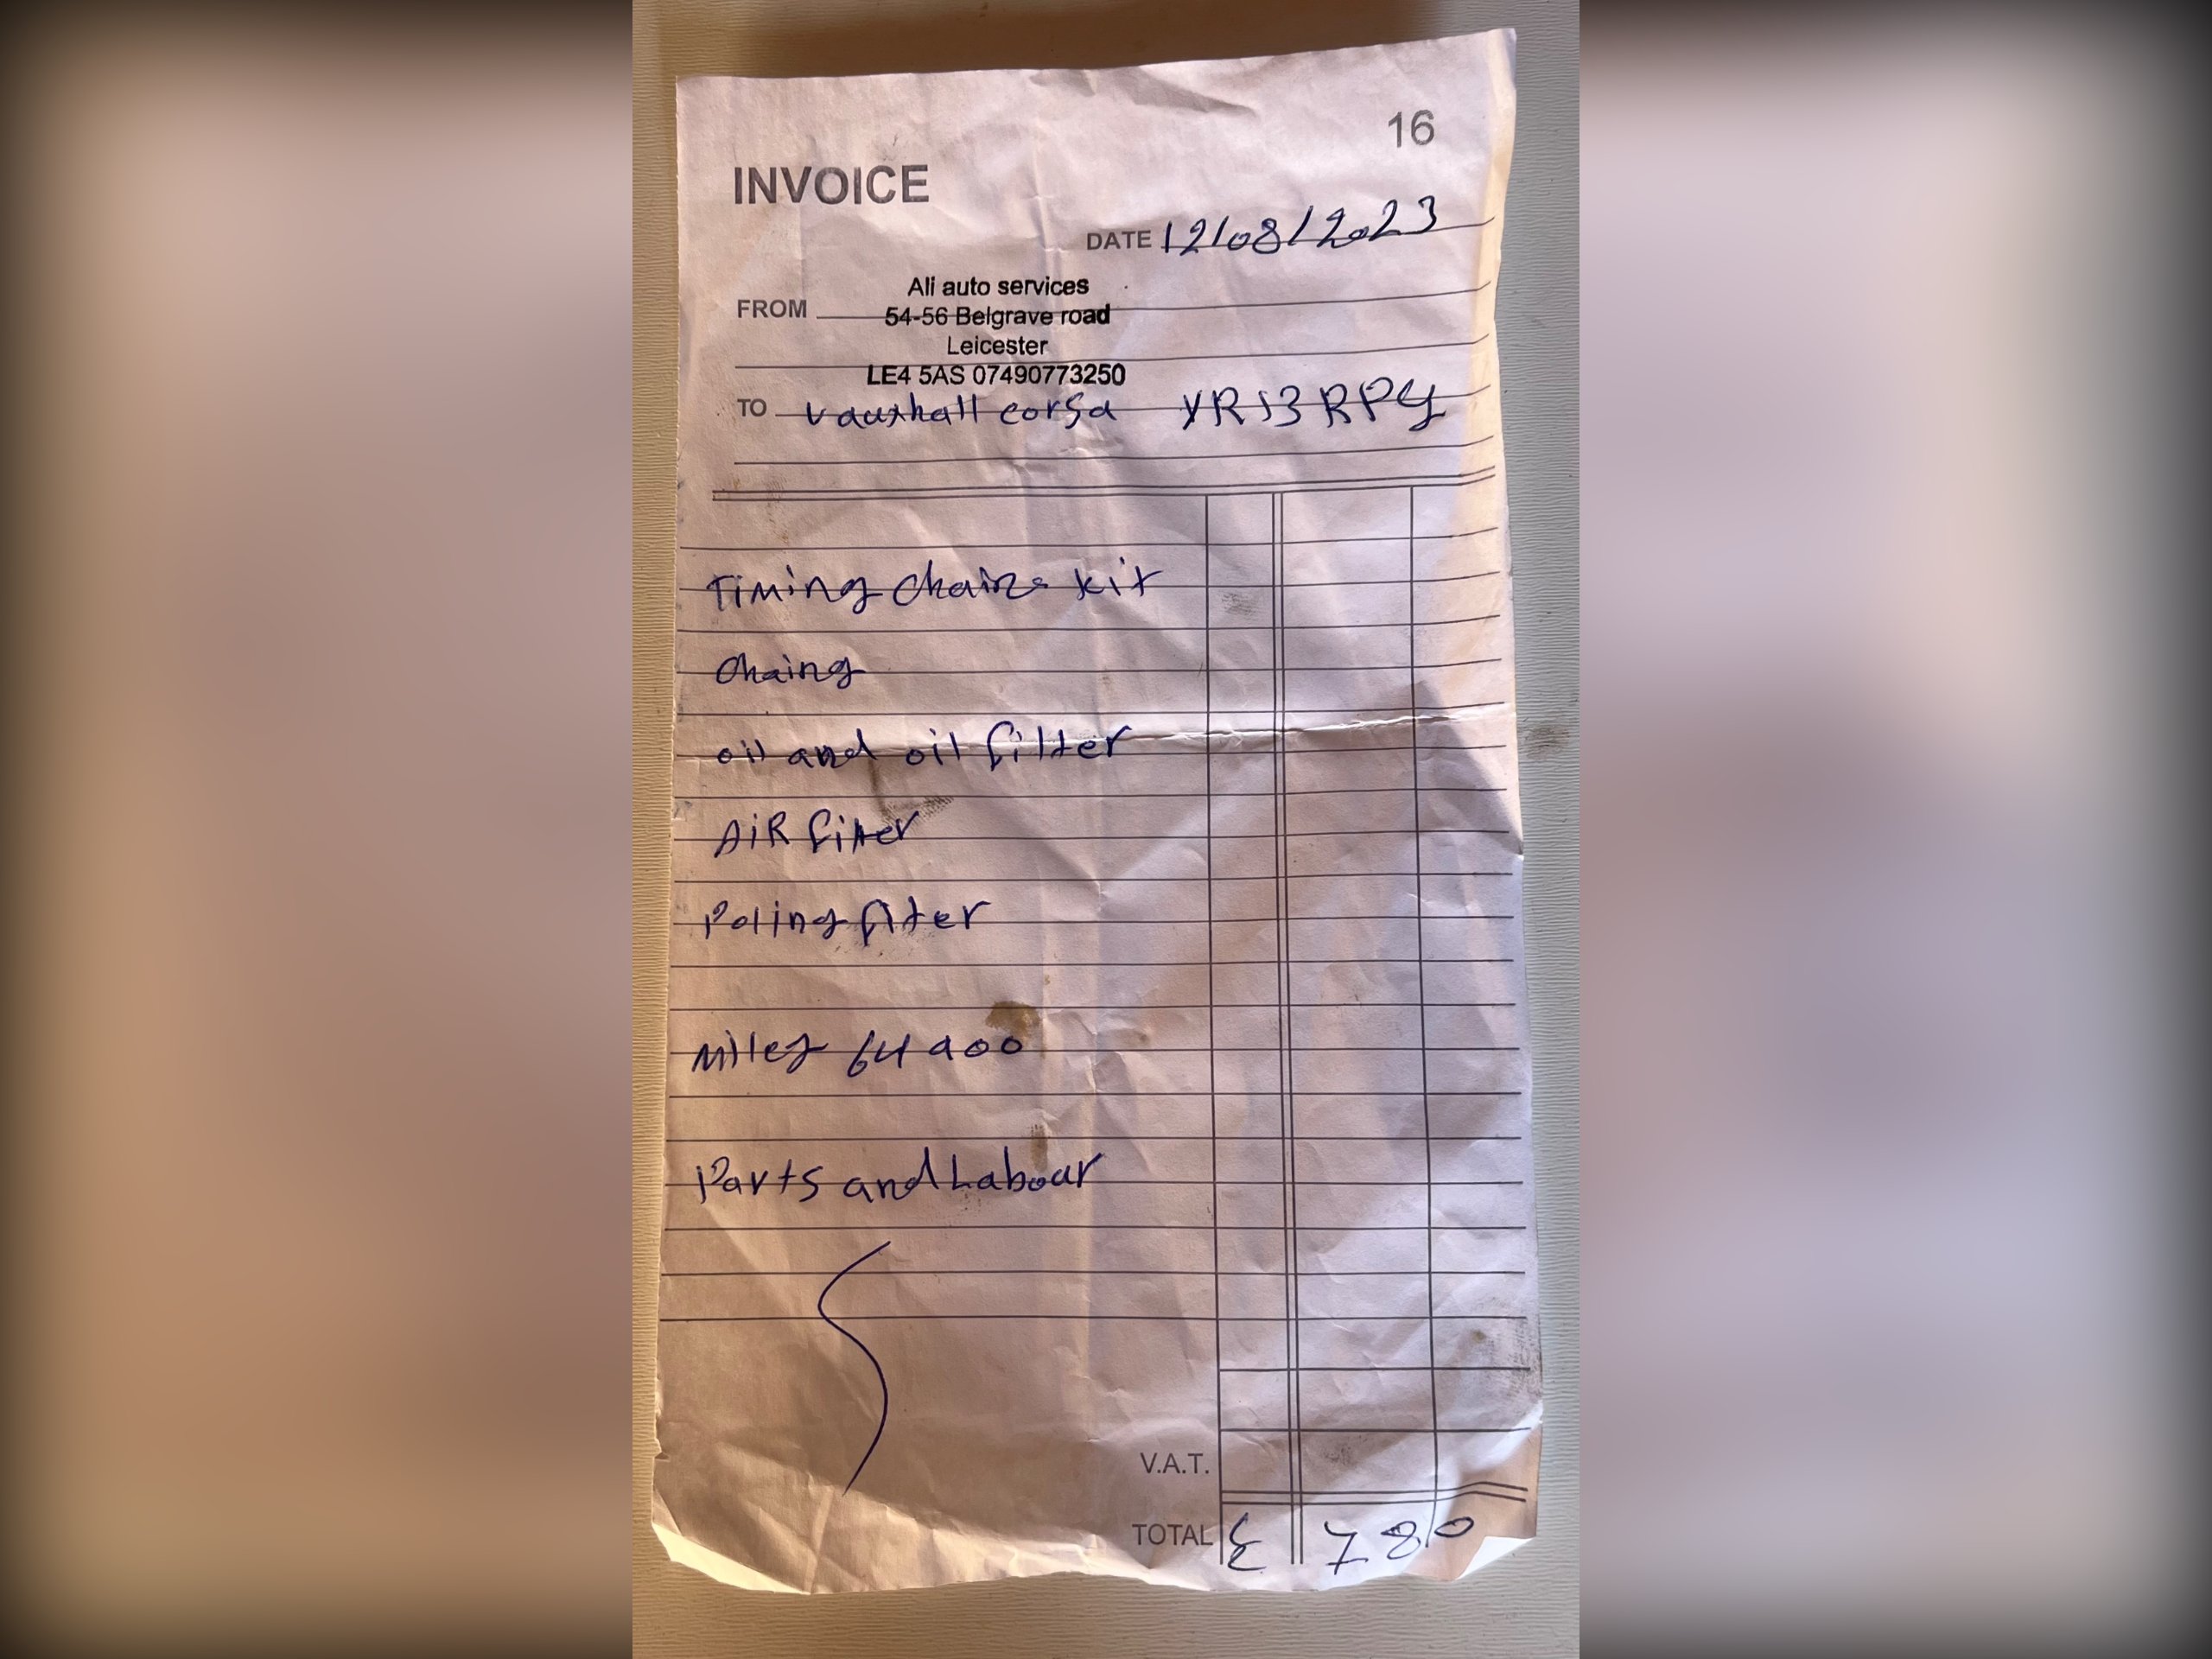 16
INVOICE
DATE 12/08/2023
FROM Ali auto services
54-56 Belgrave road
Leicester
LE4 5AS 07490773250
TO vauxhall corsa YR13RPY
Timing chaine kit
Chaing
oil and oil filter
AiR filter
Poling filter
Miles 64900
Parts and Labour
V.A.T.
TOTAL £ 780